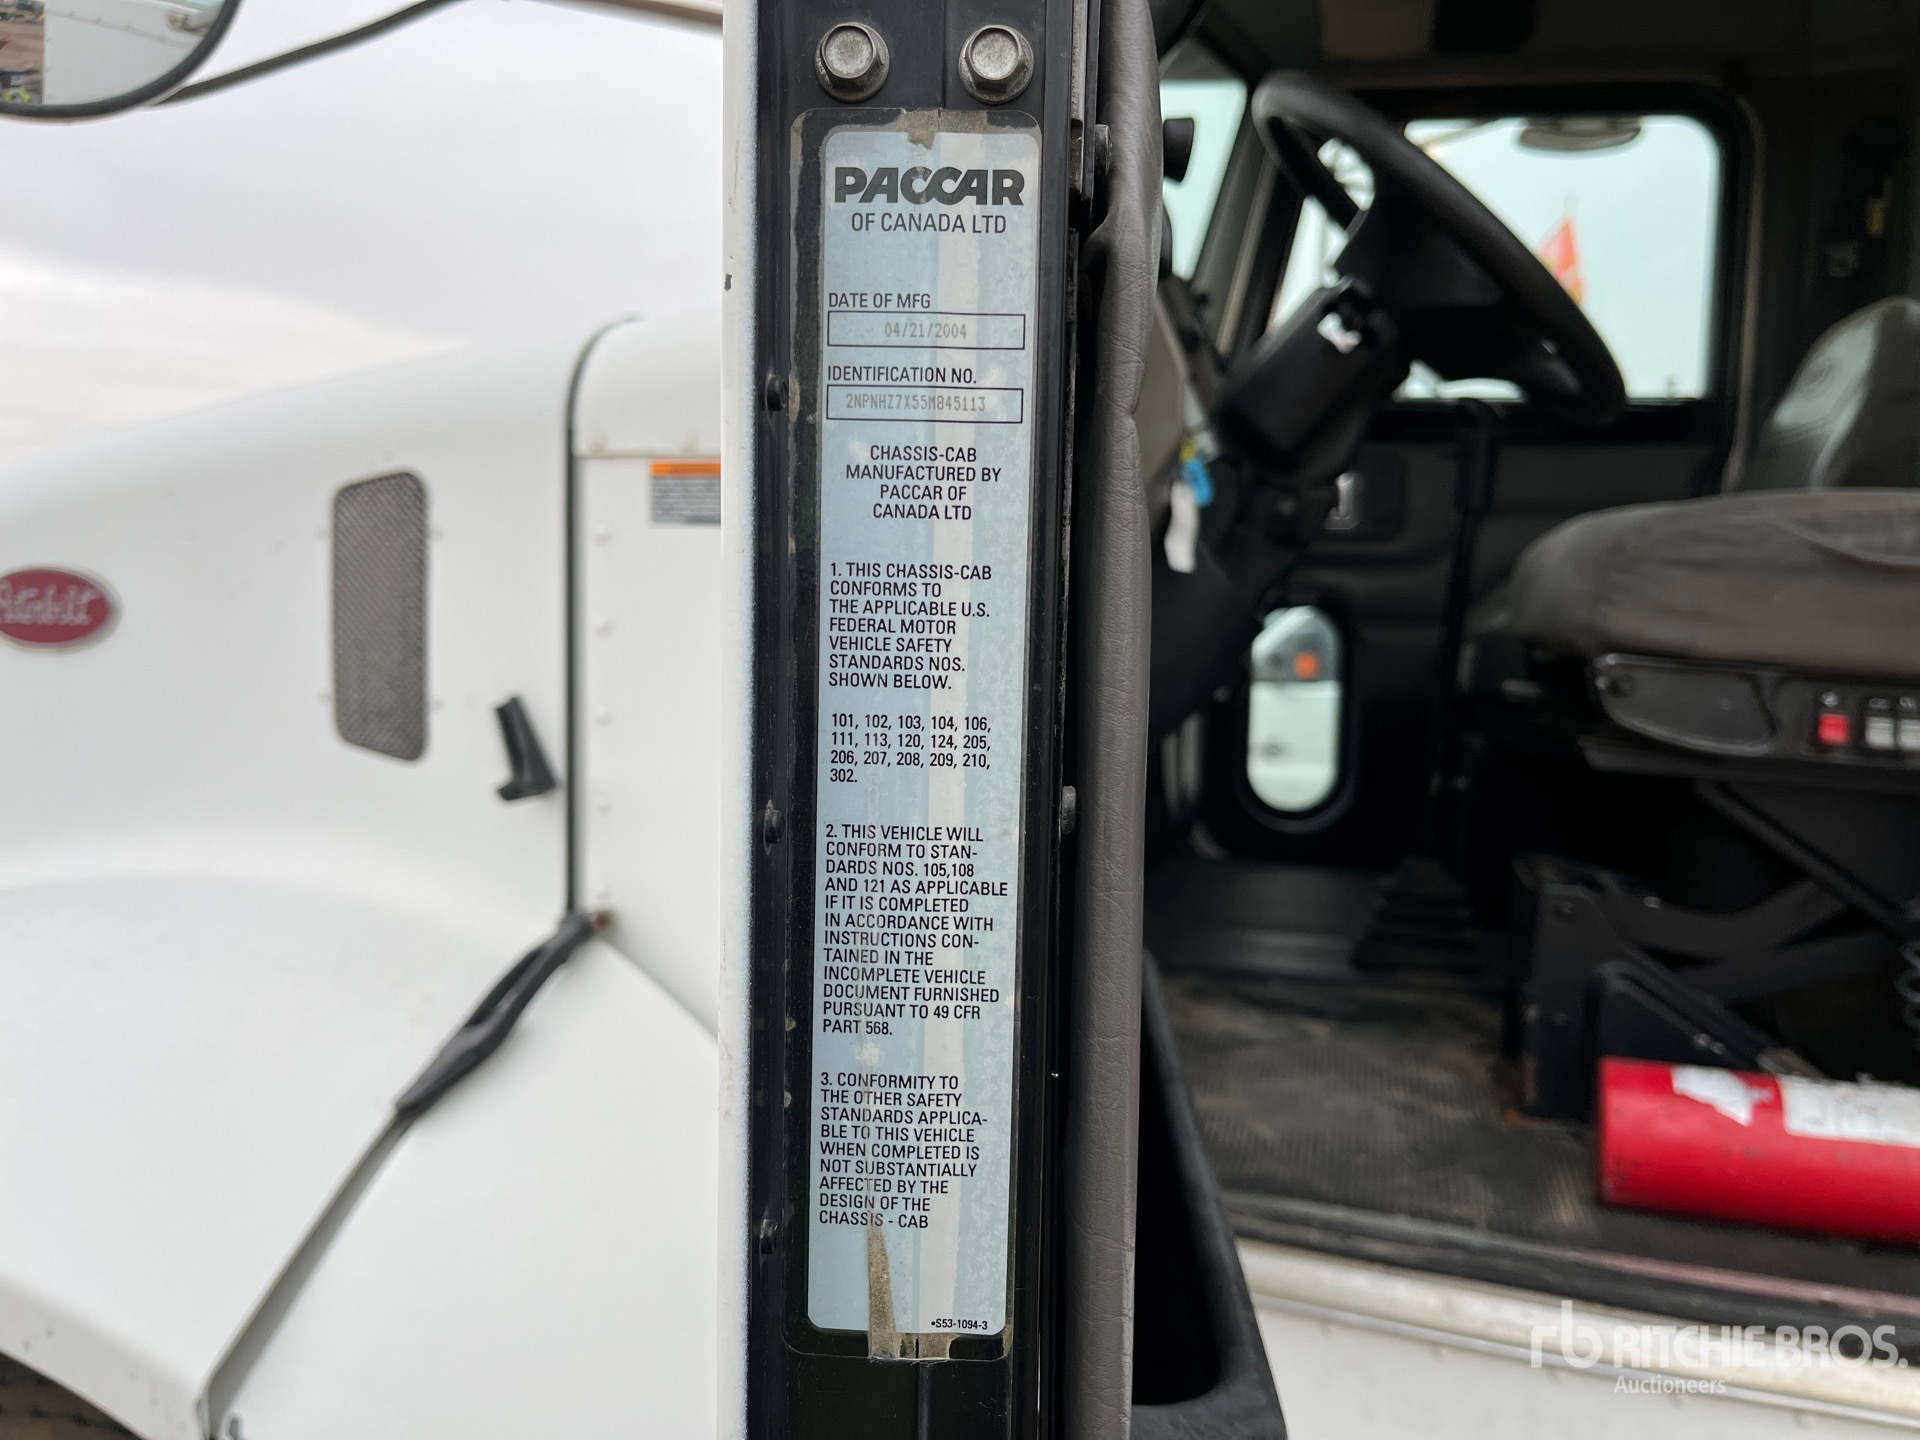 PACCAR
OF CANADA LTD
DATE OF MFG
04/21/2004
IDENTIFICATION NO.
2NPNHZ7X55M845113
CHASSIS-CAB
MANUFACTURED BY
PACCAR OF
CANADA LTD
1. THIS CHASSIS-CAB
CONFORMS TO
THE APPLICABLE U.S.
FEDERAL MOTOR
VEHICLE SAFETY
STANDARDS NOS.
SHOWN BELOW.
101, 102, 103, 104, 106,
111, 113, 120, 124, 205,
206, 207, 208, 209, 210,
302.
2. THIS VEHICLE WILL
CONFORM TO STAN-
DARDS NOS. 105,108
AND 121 AS APPLICABLE
IF IT IS COMPLETED
IN ACCORDANCE WITH
INSTRUCTIONS CON-
TAINED IN THE
INCOMPLETE VEHICLE
DOCUMENT FURNISHED
PURSUANT TO 49 CFR
PART 568.
3. CONFORMITY TO
THE OTHER SAFETY
STANDARDS APPLICA-
BLE TO THIS VEHICLE
WHEN COMPLETED IS
NOT SUBSTANTIALLY
AFFECTED BY THE
DESIGN OF THE
CHASSIS - CAB
•S53-1094-3
Peterbilt
rb RITCHIE BROS.
Auctioneers